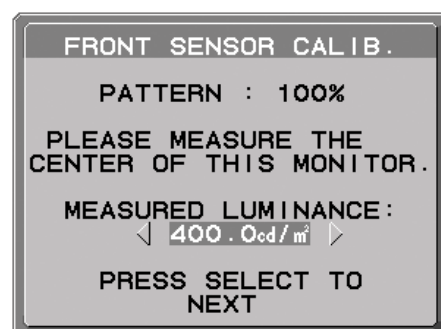 FRONT SENSOR CALIB.
PATTERN : 100%
PLEASE MEASURE THE
CENTER OF THIS MONITOR.
MEASURED LUMINANCE:
400.0cd/㎡
PRESS SELECT TO
NEXT